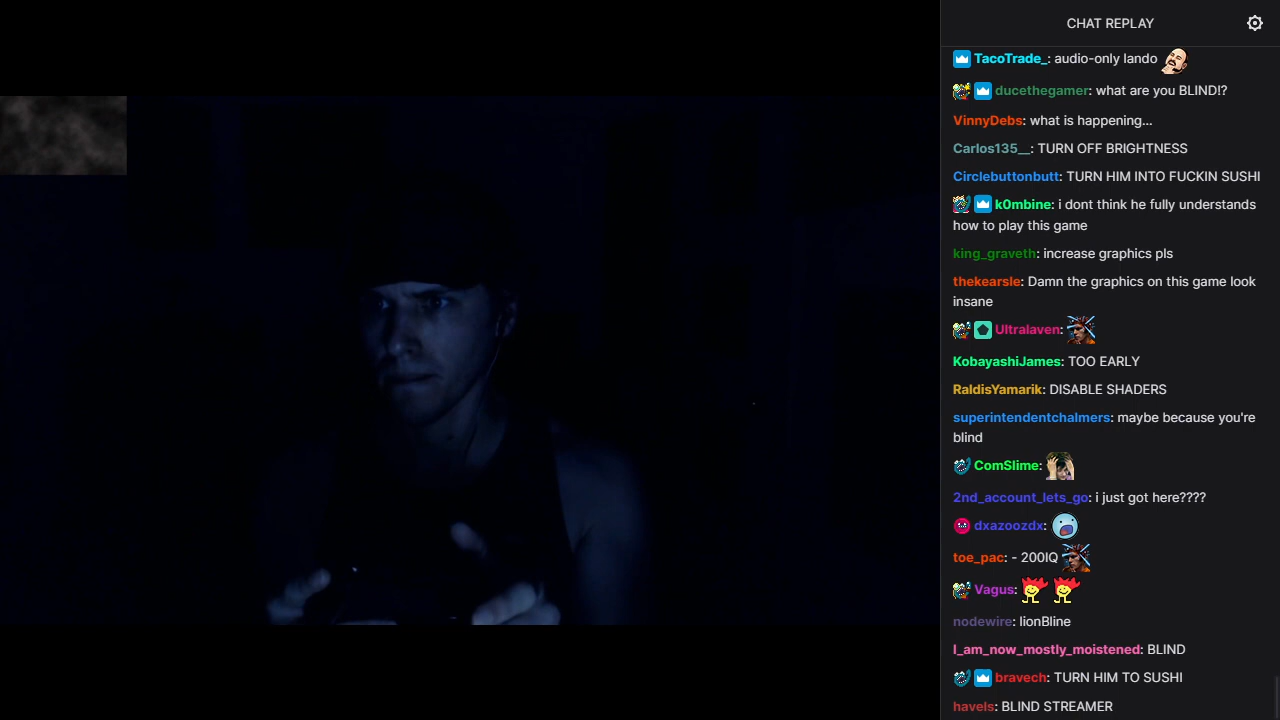 CHAT REPLAY
TacoTrade_: audio-only lando
ducethegamer: what are you BLIND!?
VinnyDebs: what is happening...
Carlos135__: TURN OFF BRIGHTNESS
Circlebuttonbutt: TURN HIM INTO FUCKIN SUSHI
k0mbine: i dont think he fully understands
how to play this game
king_graveth: increase graphics pls
thekearsle: Damn the graphics on this game look
insane
Ultralaven:
KobayashiJames: TOO EARLY
RaldisYamarik: DISABLE SHADERS
superintendentchalmers: maybe because you're
blind
ComSlime:
2nd_account_lets_go: i just got here????
dxazoozdx:
toe_pac: - 200IQ
Vagus:
nodewire: lionBline
I_am_now_mostly_moistened: BLIND
bravech: TURN HIM TO SUSHI
havels: BLIND STREAMER